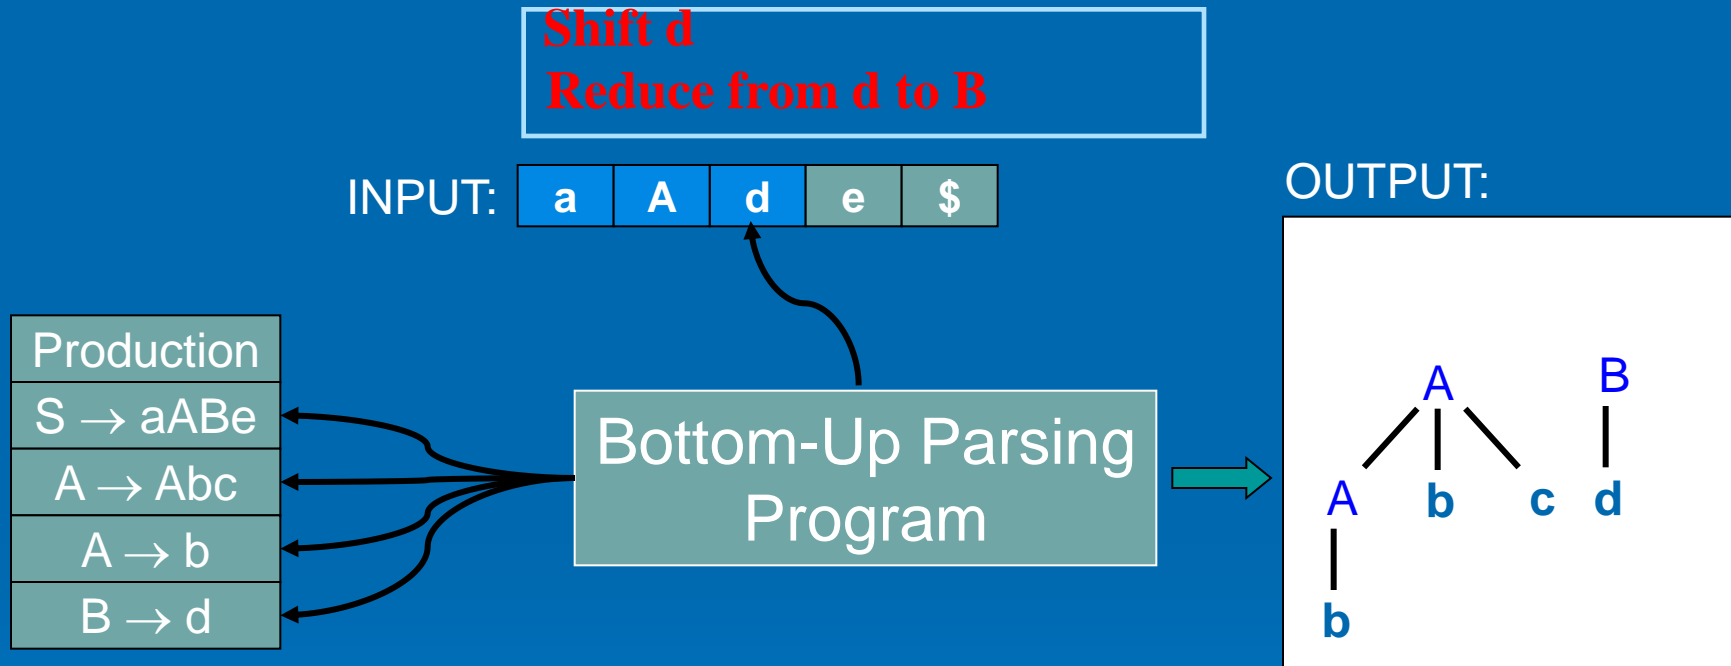 Shift d
Reduce from d to B
INPUT: a A d e $
OUTPUT:
Production
S → aABe
A → Abc
A → b
B → d
Bottom-Up Parsing
Program
A B
A b c d
b